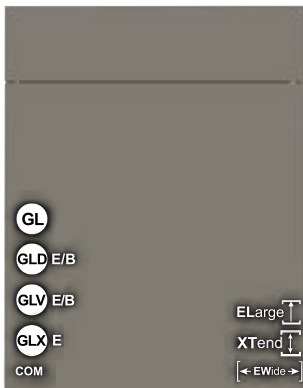 GL
GLD E/B
GLV E/B
GLX E
COM
ELarge
XTend
EWide